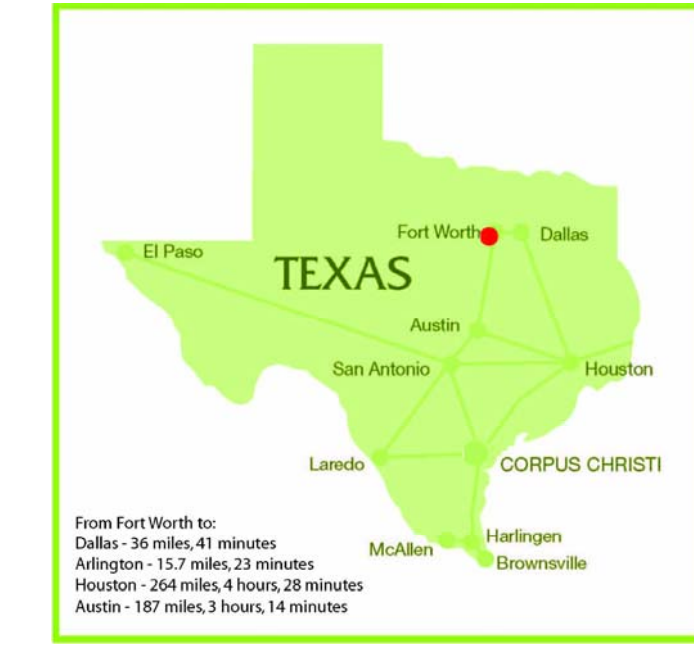 Fort Worth
Dallas
El Paso
TEXAS
Austin
San Antonio
Houston
Laredo
CORPUS CHRISTI
From Fort Worth to:
Dallas - 36 miles, 41 minutes
Arlington - 15.7 miles, 23 minutes
Houston - 264 miles, 4 hours, 28 minutes
Austin - 187 miles, 3 hours, 14 minutes
McAllen
Harlingen
Brownsville